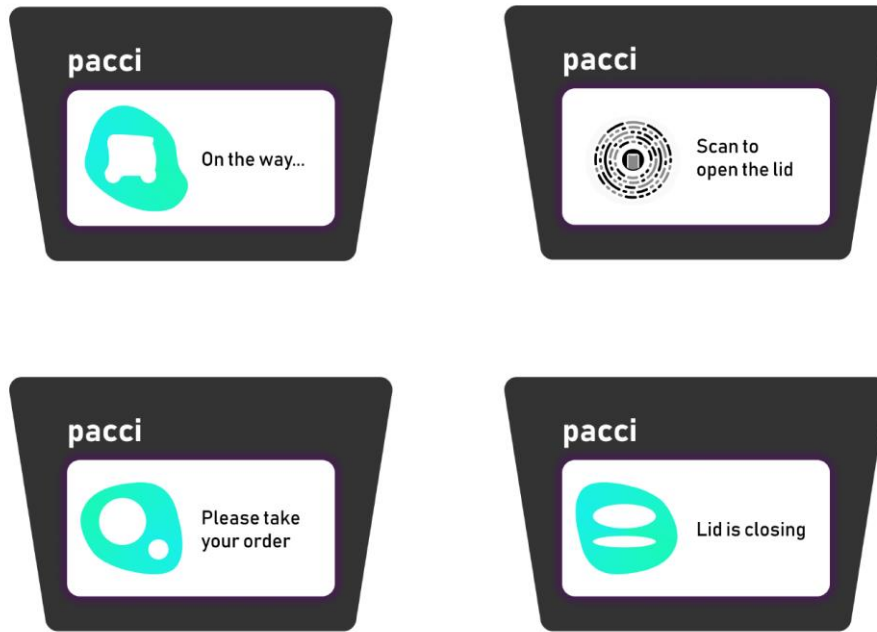 pacci
On the way...
pacci
Scan to
open the lid
pacci
Please take
your order
pacci
Lid is closing